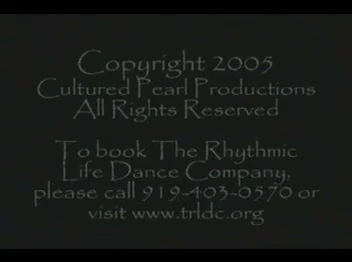 Copyright 2005
Cultured Pearl Productions
All Rights Reserved
To book The Rhythmic
Life Dance Company,
please call 919-403-0570 or
visit www.trldc.org